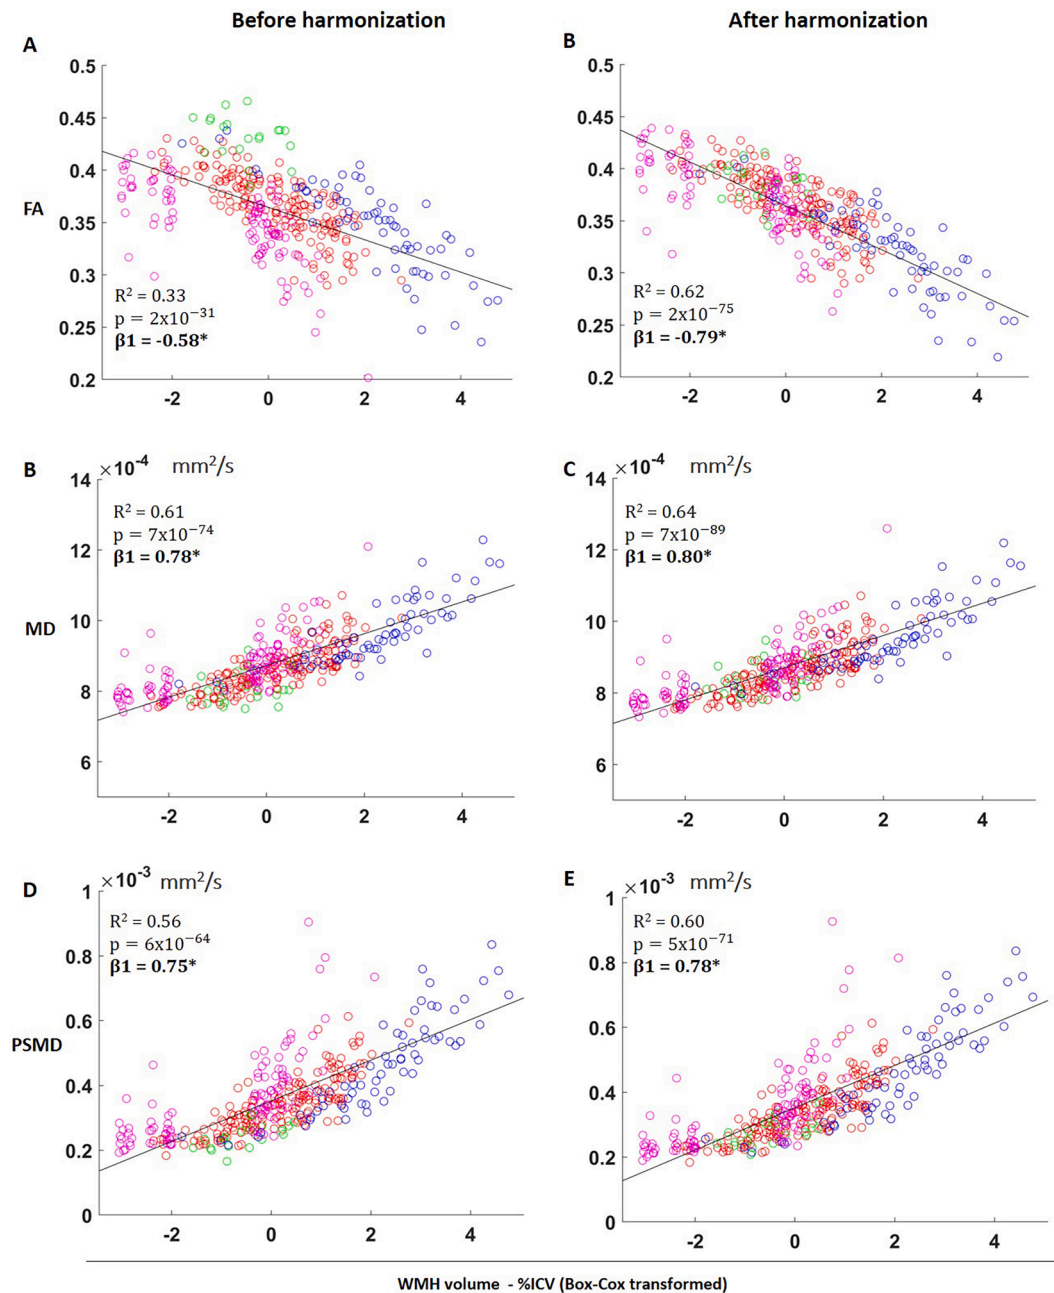 Before harmonization
After harmonization
A
0.5
0.45
0.4
0.35
0.3
0.25
0.2
FA
R² = 0.33
p = 2x10⁻³¹
β1 = -0.58*
-2 0 2 4
B
0.5
0.45
0.4
0.35
0.3
0.25
0.2
R² = 0.62
p = 2x10⁻⁷⁵
β1 = -0.79*
-2 0 2 4
B
×10⁻⁴ mm²/s
14
12
10
8
6
MD
R² = 0.61
p = 7x10⁻⁷⁴
β1 = 0.78*
-2 0 2 4
C
×10⁻⁴ mm²/s
14
12
10
8
6
R² = 0.64
p = 7x10⁻⁸⁹
β1 = 0.80*
-2 0 2 4
D
×10⁻³ mm²/s
1
0.8
0.6
0.4
0.2
0
PSMD
R² = 0.56
p = 6x10⁻⁶⁴
β1 = 0.75*
-2 0 2 4
E
×10⁻³ mm²/s
1
0.8
0.6
0.4
0.2
0
R² = 0.60
p = 5x10⁻⁷¹
β1 = 0.78*
-2 0 2 4
WMH volume - %ICV (Box-Cox transformed)